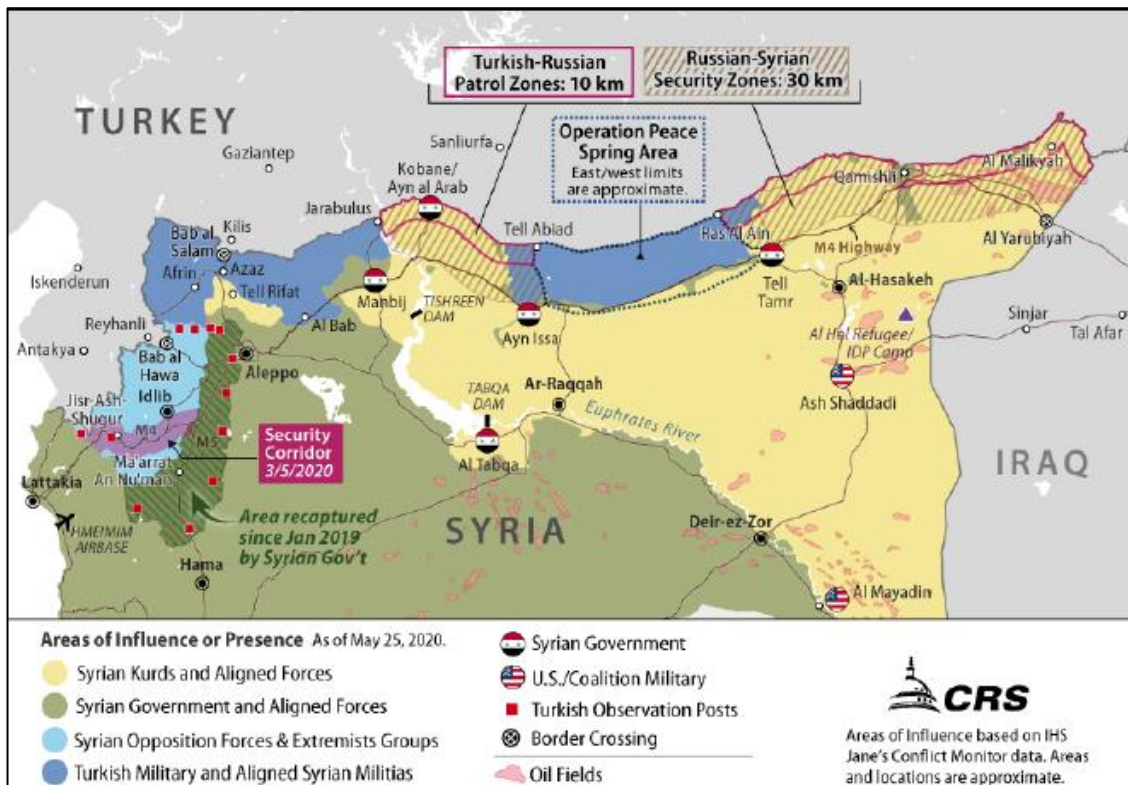 Turkish-Russian
Patrol Zones: 10 km
Russian-Syrian
Security Zones: 30 km
TURKEY
Sanliurfa
Operation Peace
Spring Area
East/west limits
are approximate.
Gaziantep
Kobane/
Ayn al Arab
Al Malikyah
Qamishli
Jarabulus
Kilis
Bab al
Salam
Tell Abiad
Ras Al Ain
M4 Highway
Al Yarubiyah
Iskenderun
Afrin
Azaz
Tell Rifat
Manbij
TISHREEN
DAM
Tell
Tamr
Al-Hasakeh
Reyhanli
Al Bab
Ayn Issa
Al Hol Refugee/
IDP Camp
Sinjar
Tal Afar
Antakya
Bab al
Hawa
Aleppo
Idlib
TABQA
DAM
Ar-Raqqah
Ash Shaddadi
Jisr-Ash-
Shugur
M4
M5
Euphrates River
Security
Corridor
3/5/2020
Al Tabqa
Ma'arrat
An Nu'man
IRAQ
Lattakia
HMEIMIM
AIRBASE
Area recaptured
since Jan 2019
by Syrian Gov't
SYRIA
Deir-ez-Zor
Hama
Al Mayadin
Areas of Influence or Presence As of May 25, 2020.
Syrian Kurds and Aligned Forces
Syrian Government and Aligned Forces
Syrian Opposition Forces & Extremists Groups
Turkish Military and Aligned Syrian Militias
Syrian Government
U.S./Coalition Military
Turkish Observation Posts
Border Crossing
Oil Fields
CRS
Areas of Influence based on IHS
Jane's Conflict Monitor data. Areas
and locations are approximate.